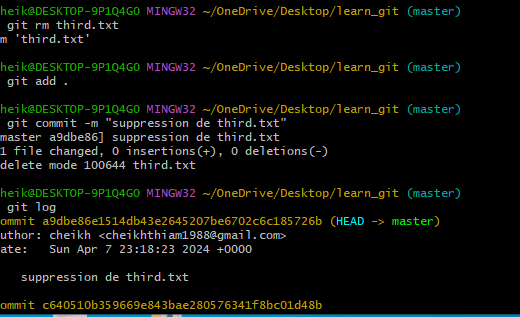 heik@DESKTOP-9P1Q4GO MINGW32 ~/OneDrive/Desktop/learn_git (master)
git rm third.txt
m 'third.txt'
heik@DESKTOP-9P1Q4GO MINGW32 ~/OneDrive/Desktop/learn_git (master)
git add .
heik@DESKTOP-9P1Q4GO MINGW32 ~/OneDrive/Desktop/learn_git (master)
git commit -m "suppression de third.txt"
master a9dbe86] suppression de third.txt
1 file changed, 0 insertions(+), 0 deletions(-)
delete mode 100644 third.txt
heik@DESKTOP-9P1Q4GO MINGW32 ~/OneDrive/Desktop/learn_git (master)
git log
ommit a9dbe86e1514db43e2645207be6702c6c185726b (HEAD -> master)
uthor: cheikh <cheikhthiam1988@gmail.com>
ate:   Sun Apr 7 23:18:23 2024 +0000
suppression de third.txt
ommit c640510b359669e843bae280576341f8bc01d48b